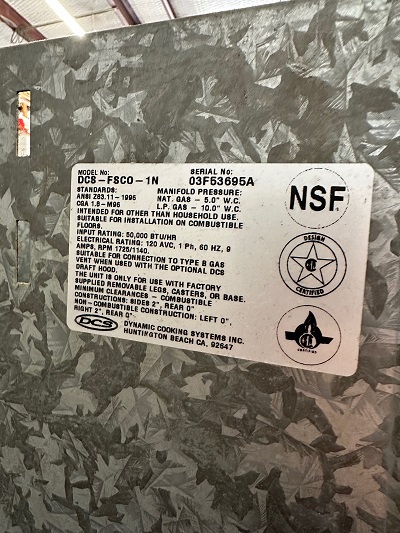 MODEL No: SERIAL No:
DCS-FSCO-1N 03F53695A
STANDARDS: MANIFOLD PRESSURE:
ANSI Z83.11-1996 NAT. GAS - 5.0" W.C.
CGA 1.8-M96 L.P. GAS - 10.0" W.C.
INTENDED FOR OTHER THAN HOUSEHOLD USE.
SUITABLE FOR INSTALLATION ON COMBUSTIBLE
FLOORS.
INPUT RATING: 50,000 BTU/HR
ELECTRICAL RATING: 120 VAC, 1 Ph, 60 HZ, 9
AMPS, RPM 1725/1140.
SUITABLE FOR CONNECTION TO TYPE B GAS
VENT WHEN USED WITH THE OPTIONAL DCS
DRAFT HOOD.
THE UNIT IS ONLY FOR USE WITH FACTORY
SUPPLIED REMOVABLE LEGS, CASTERS, OR BASE.
MINIMUM CLEARANCES - COMBUSTIBLE
CONSTRUCTIONS: SIDES 2", REAR 0"
NON-COMBUSTIBLE CONSTRUCTION: LEFT 0",
RIGHT 2", REAR 0"
DCS DYNAMIC COOKING SYSTEMS INC.
HUNTINGTON BEACH CA. 92647
NSF
DESIGN
CERTIFIED
CERTIFIED